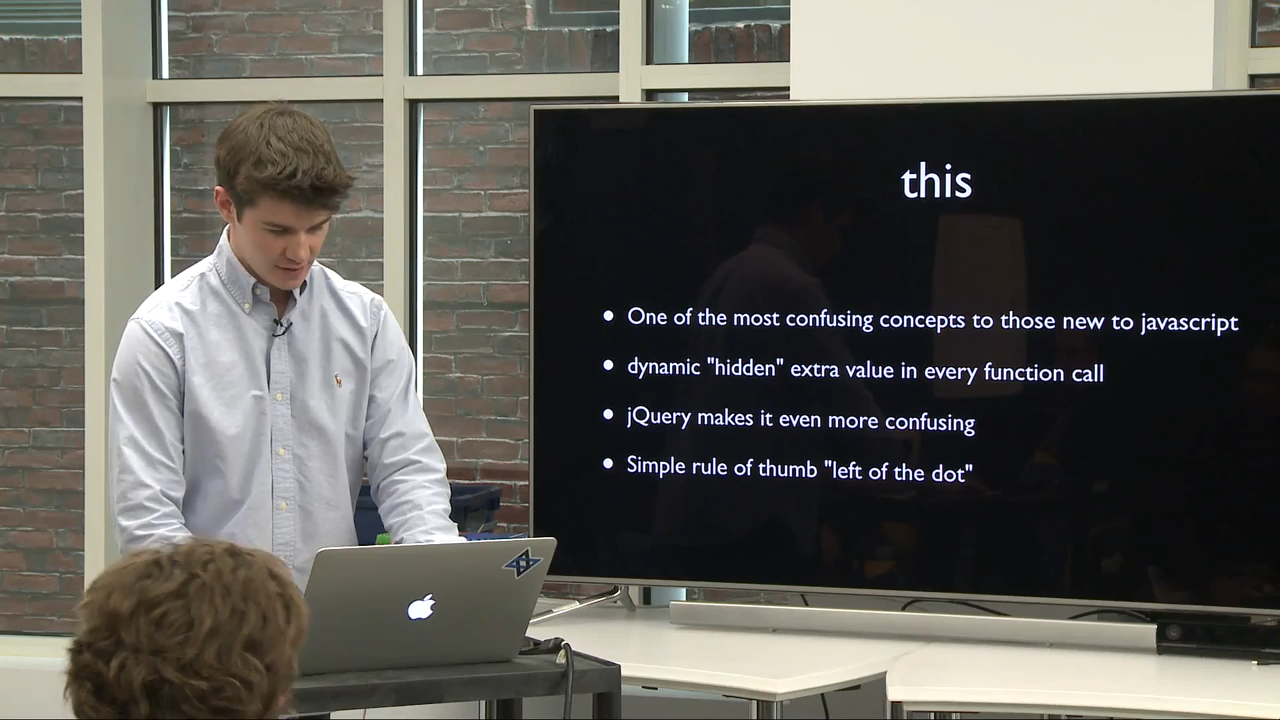 this
• One of the most confusing concepts to those new to javascript
• dynamic "hidden" extra value in every function call
• jQuery makes it even more confusing
• Simple rule of thumb "left of the dot"